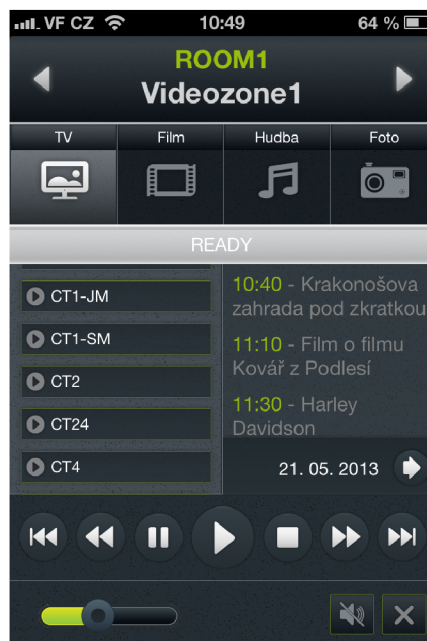 VF CZ 10:49 64 %
ROOM1
Videozone1
TV Film Hudba Foto
READY
CT1-JM
CT1-SM
CT2
CT24
CT4
10:40 - Krakonošova
zahrada pod zkratkou
11:10 - Film o filmu
Kovář z Podlesí
11:30 - Harley
Davidson
21. 05. 2013